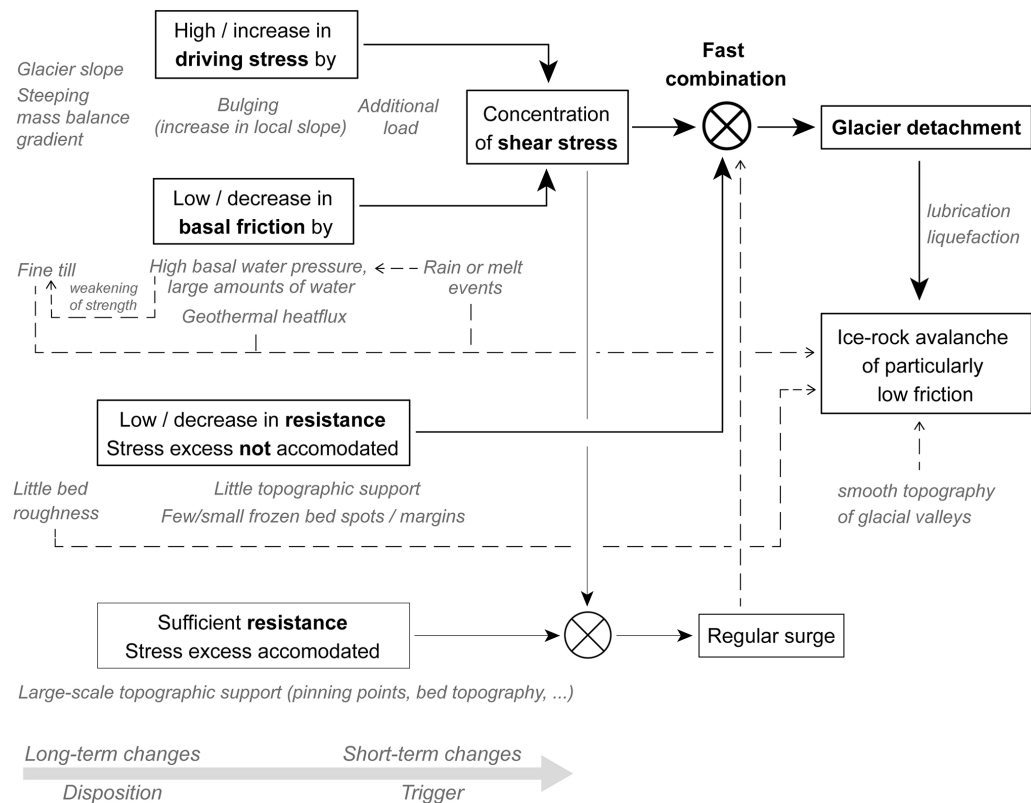 High / increase in
driving stress by
Fast
combination
Glacier slope
Steeping
mass balance
gradient
Bulging
(increase in local slope)
Additional
load
Concentration
of shear stress
Glacier detachment
Low / decrease in
basal friction by
lubrication
liquefaction
Fine till
weakening
of strength
High basal water pressure,
large amounts of water
Rain or melt
events
Geothermal heatflux
Ice-rock avalanche
of particularly
low friction
Low / decrease in resistance
Stress excess not accomodated
Little bed
roughness
Little topographic support
Few/small frozen bed spots / margins
smooth topography
of glacial valleys
Sufficient resistance
Stress excess accomodated
Regular surge
Large-scale topographic support (pinning points, bed topography, ...)
Long-term changes
Short-term changes
Disposition
Trigger